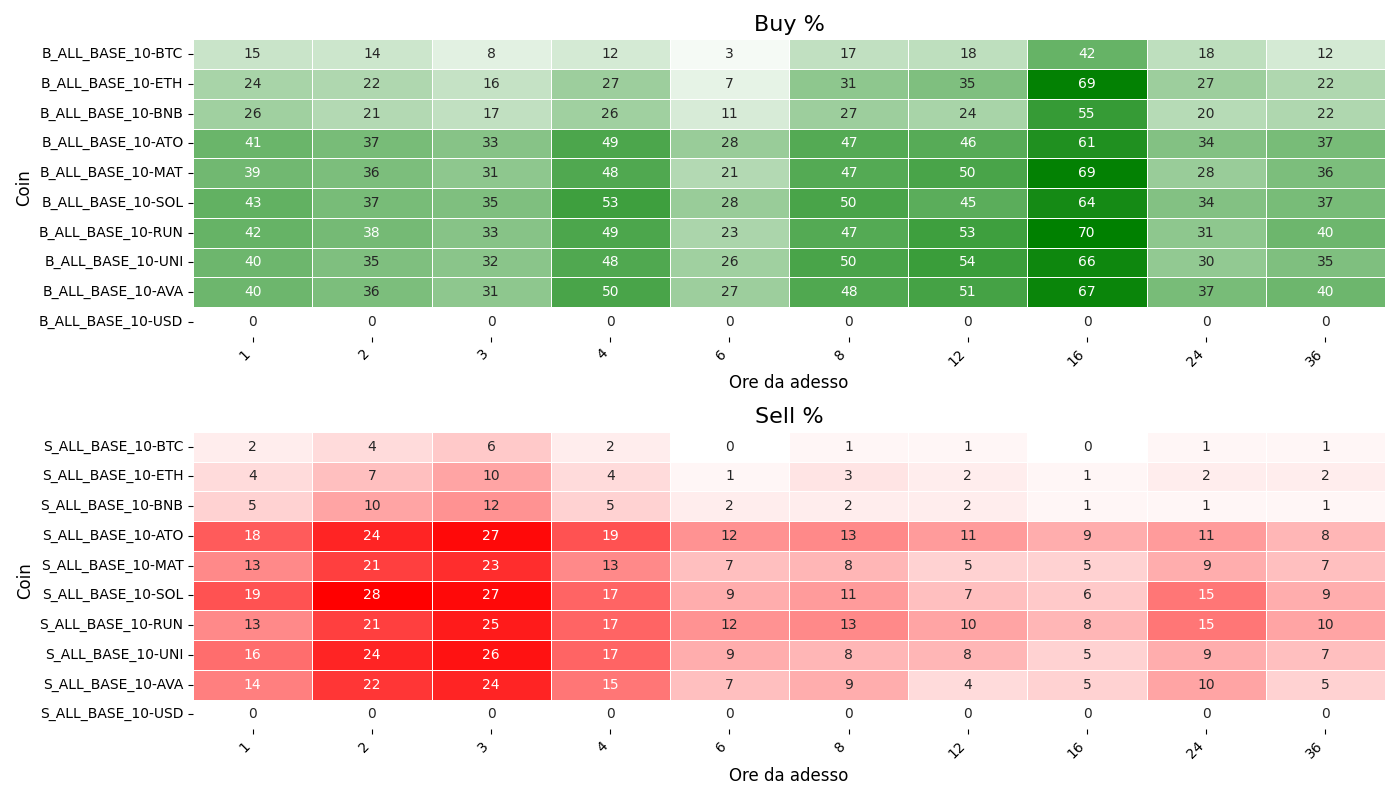 Buy %
Coin
B_ALL_BASE_10-BTC 15 14 8 12 3 17 18 42 18 12
B_ALL_BASE_10-ETH 24 22 16 27 7 31 35 69 27 22
B_ALL_BASE_10-BNB 26 21 17 26 11 27 24 55 20 22
B_ALL_BASE_10-ATO 41 37 33 49 28 47 46 61 34 37
B_ALL_BASE_10-MAT 39 36 31 48 21 47 50 69 28 36
B_ALL_BASE_10-SOL 43 37 35 53 28 50 45 64 34 37
B_ALL_BASE_10-RUN 42 38 33 49 23 47 53 70 31 40
B_ALL_BASE_10-UNI 40 35 32 48 26 50 54 66 30 35
B_ALL_BASE_10-AVA 40 36 31 50 27 48 51 67 37 40
B_ALL_BASE_10-USD 0 0 0 0 0 0 0 0 0 0
1 2 3 4 6 8 12 16 24 36
Ore da adesso
Sell %
Coin
S_ALL_BASE_10-BTC 2 4 6 2 0 1 1 0 1 1
S_ALL_BASE_10-ETH 4 7 10 4 1 3 2 1 2 2
S_ALL_BASE_10-BNB 5 10 12 5 2 2 2 1 1 1
S_ALL_BASE_10-ATO 18 24 27 19 12 13 11 9 11 8
S_ALL_BASE_10-MAT 13 21 23 13 7 8 5 5 9 7
S_ALL_BASE_10-SOL 19 28 27 17 9 11 7 6 15 9
S_ALL_BASE_10-RUN 13 21 25 17 12 13 10 8 15 10
S_ALL_BASE_10-UNI 16 24 26 17 9 8 8 5 9 7
S_ALL_BASE_10-AVA 14 22 24 15 7 9 4 5 10 5
S_ALL_BASE_10-USD 0 0 0 0 0 0 0 0 0 0
1 2 3 4 6 8 12 16 24 36
Ore da adesso